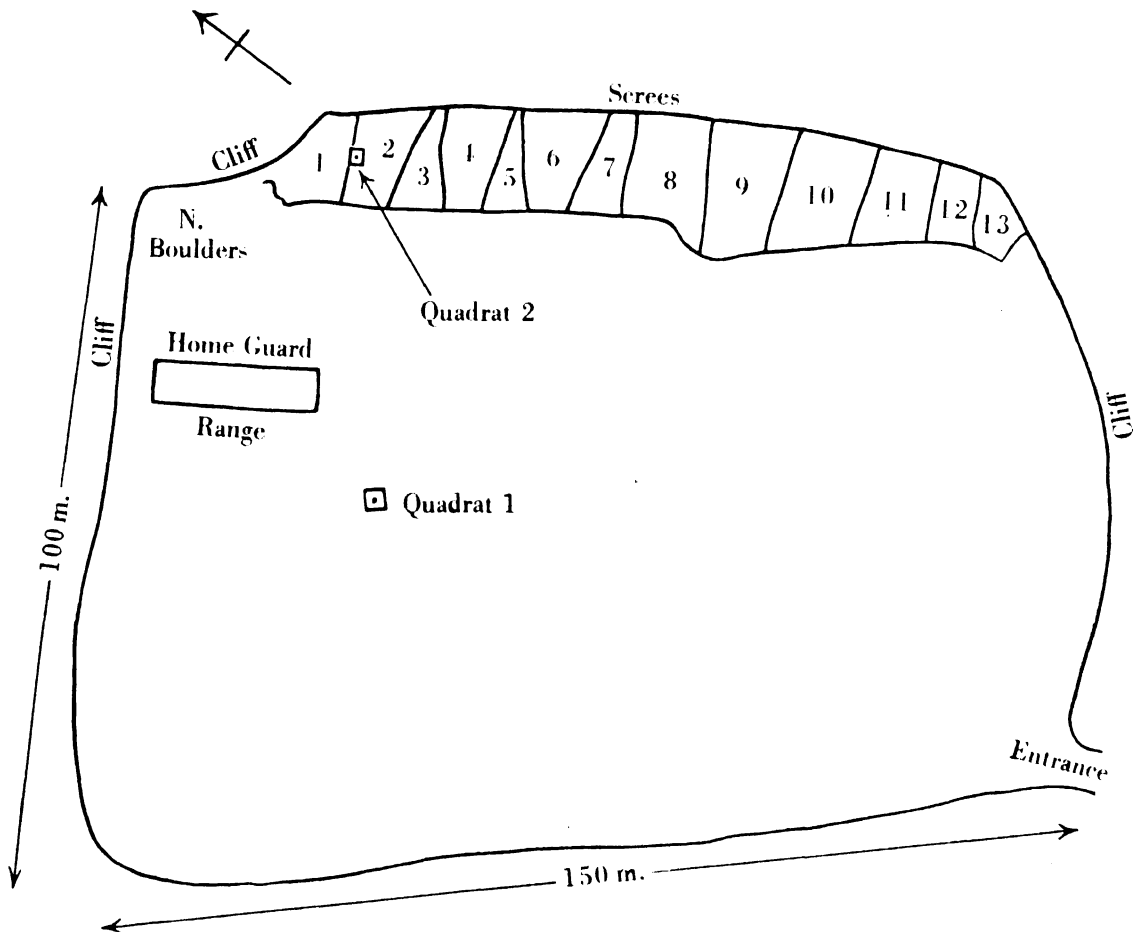 Screes
Cliff
1
2
3
4
5
6
7
8
9
10
11
12
13
N.
Boulders
Quadrat 2
Cliff
Home Guard
Range
Cliff
Quadrat 1
100 m.
Entrance
150 m.